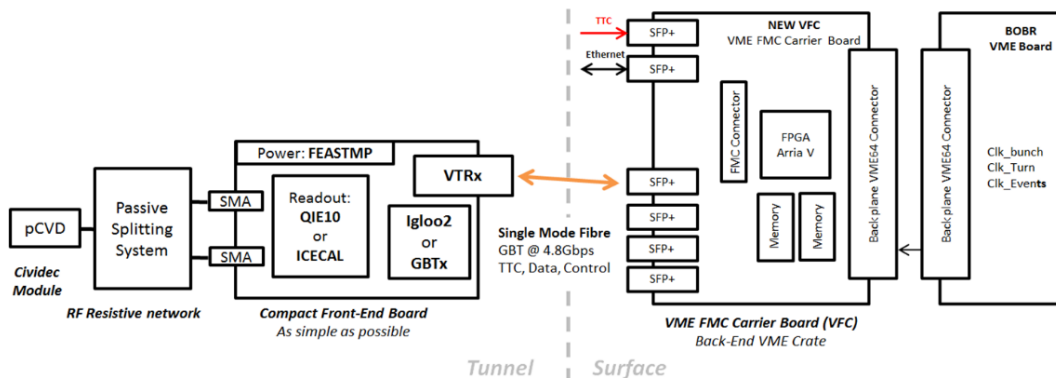 pCVD
Cividec
Module
Passive
Splitting
System
RF Resistive network
SMA
SMA
Power: FEASTMP
Readout:
QIE10
or
ICECAL
VTRx
Igloo2
or
GBTx
Compact Front-End Board
As simple as possible
Single Mode Fibre
GBT @ 4.8Gbps
TTC, Data, Control
Tunnel
Surface
TTC
Ethernet
SFP+
SFP+
SFP+
SFP+
SFP+
SFP+
NEW VFC
VME FMC Carrier Board
FMC Connector
FPGA
Arria V
Memory
Memory
Back plane VME64 Connector
VME FMC Carrier Board (VFC)
Back-End VME Crate
Back plane VME64 Connector
BOBR
VME Board
Clk_bunch
Clk_Turn
Clk_Events